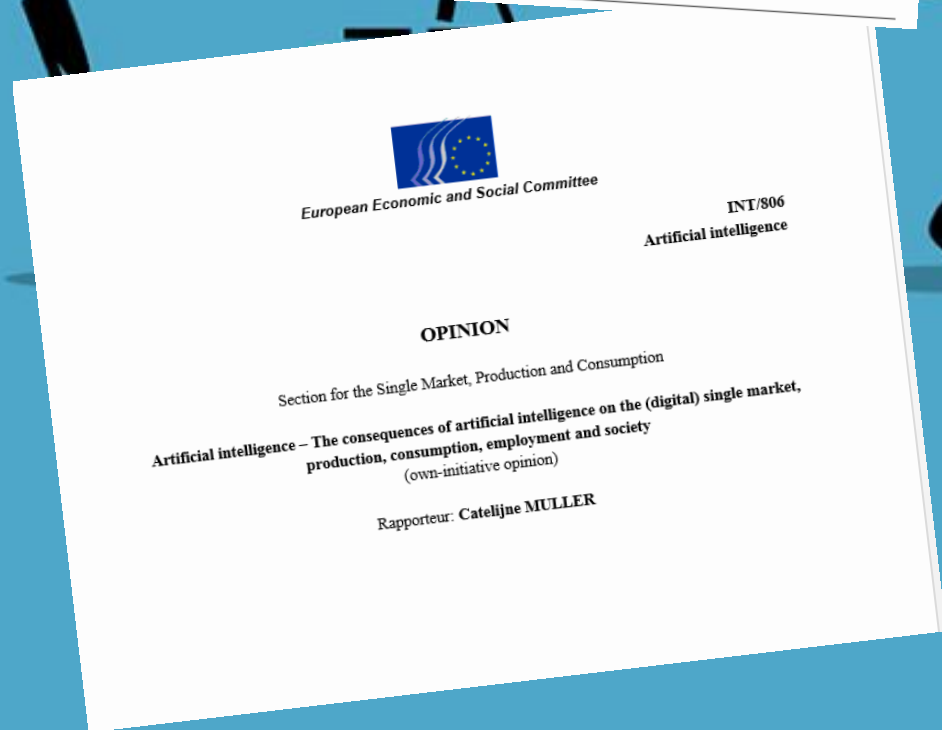 European Economic and Social Committee
INT/806
Artificial intelligence
OPINION
Section for the Single Market, Production and Consumption
Artificial intelligence – The consequences of artificial intelligence on the (digital) single market,
production, consumption, employment and society
(own-initiative opinion)
Rapporteur: Catelijne MULLER